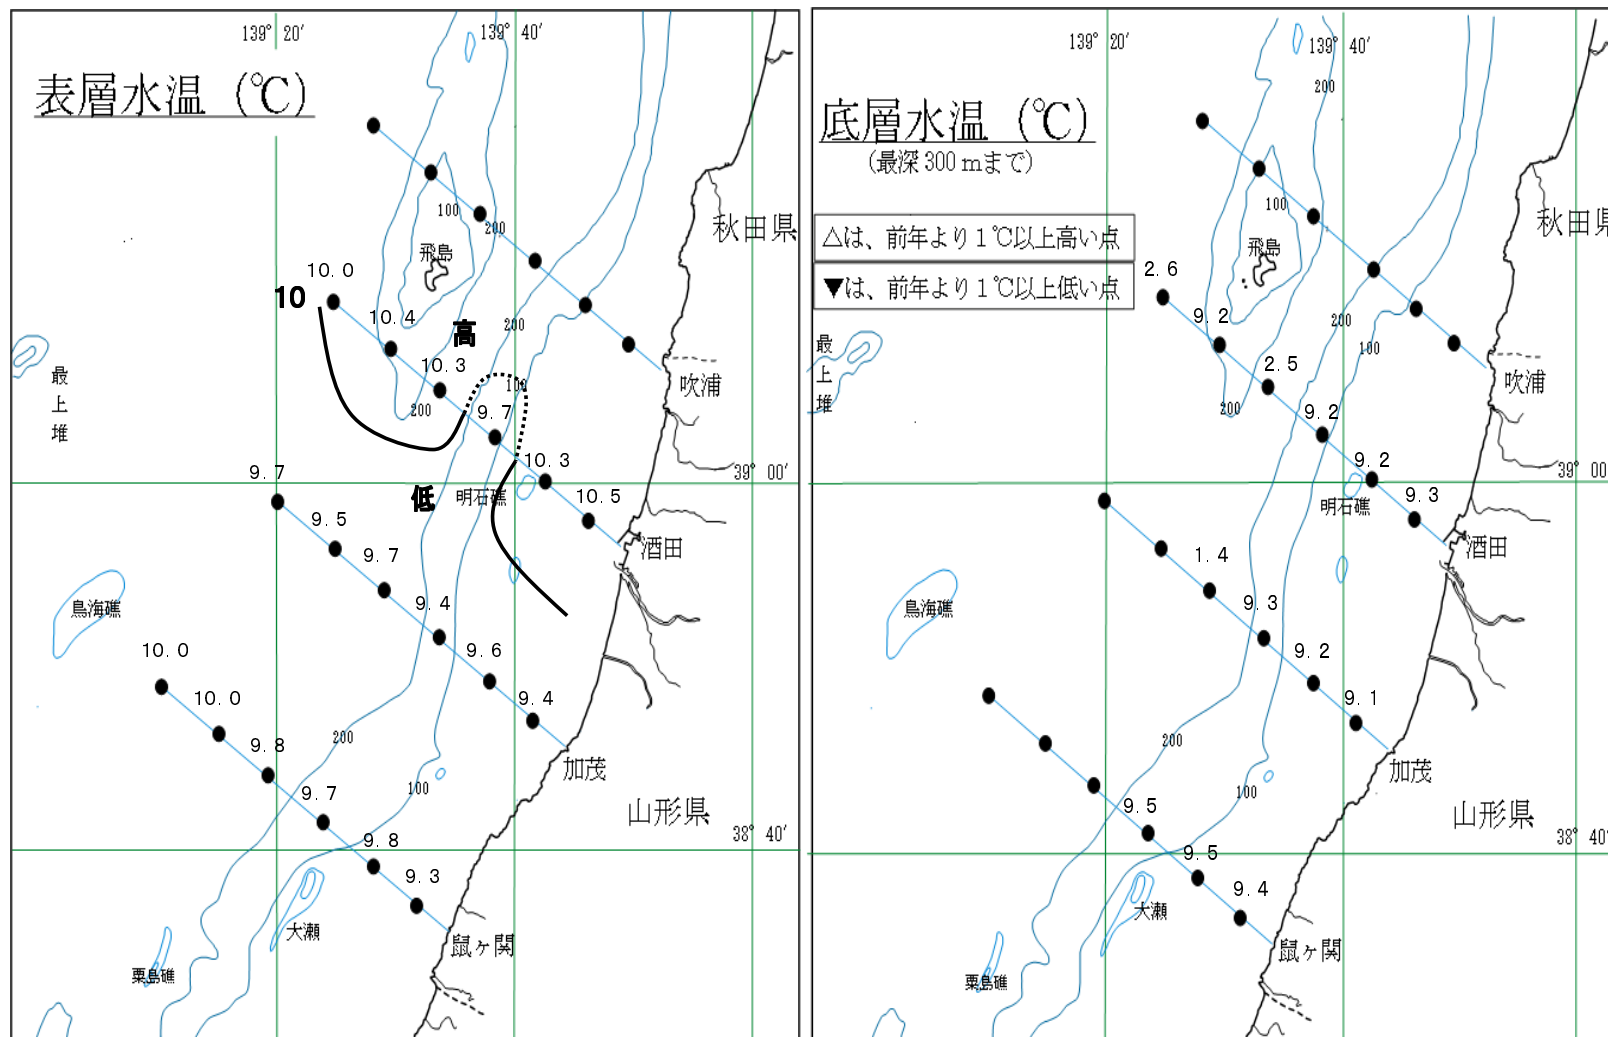 139° 20′
139° 40′
表層水温 (℃)
100
200
秋田県
飛島
10.0
10
10.4
高
200
10.3
最上堆
100
吹浦
200
9.7
9.7
10.3
39° 00′
低
明石礁
10.5
9.5
酒田
9.7
鳥海礁
9.4
10.0
9.6
10.0
9.4
200
9.8
加茂
100
9.7
山形県
38° 40′
9.8
9.3
大瀬
鼠ヶ関
粟島礁
139° 20′
139° 40′
200
底層水温 (℃)
(最深300mまで)
100
秋田県
△は、前年より1℃以上高い点
飛島
▼は、前年より1℃以上低い点
2.6
9.2
200
最上堆
100
2.5
吹浦
200
9.2
9.2
39° 00
明石礁
9.3
酒田
1.4
鳥海礁
9.3
9.2
9.1
200
加茂
100
9.5
山形県
38° 40′
9.5
9.4
大瀬
鼠ヶ関
粟島礁